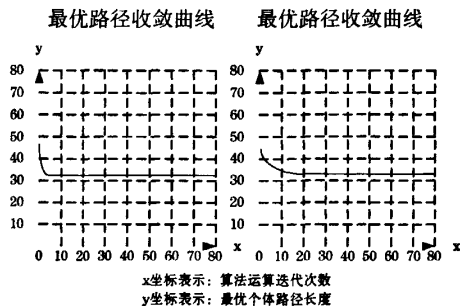 最优路径收敛曲线 最优路径收敛曲线
y y
80 80
70 70
60 60
50 50
40 40
30 30
20 20
10 10
0 10 20 30 40 50 60 70 80 x 0 10 20 30 40 50 60 70 80 x
x坐标表示：算法运算迭代次数
y坐标表示：最优个体路径长度